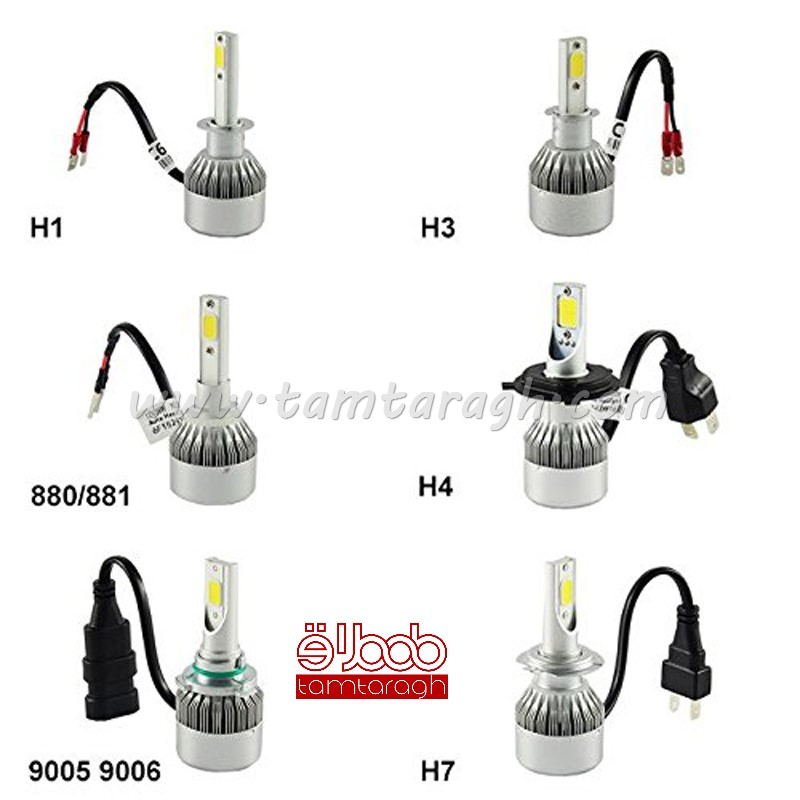 H1
H3
www.tamtaragh.com
880/881
H4
طمطراق
tamtaragh
9005 9006
H7